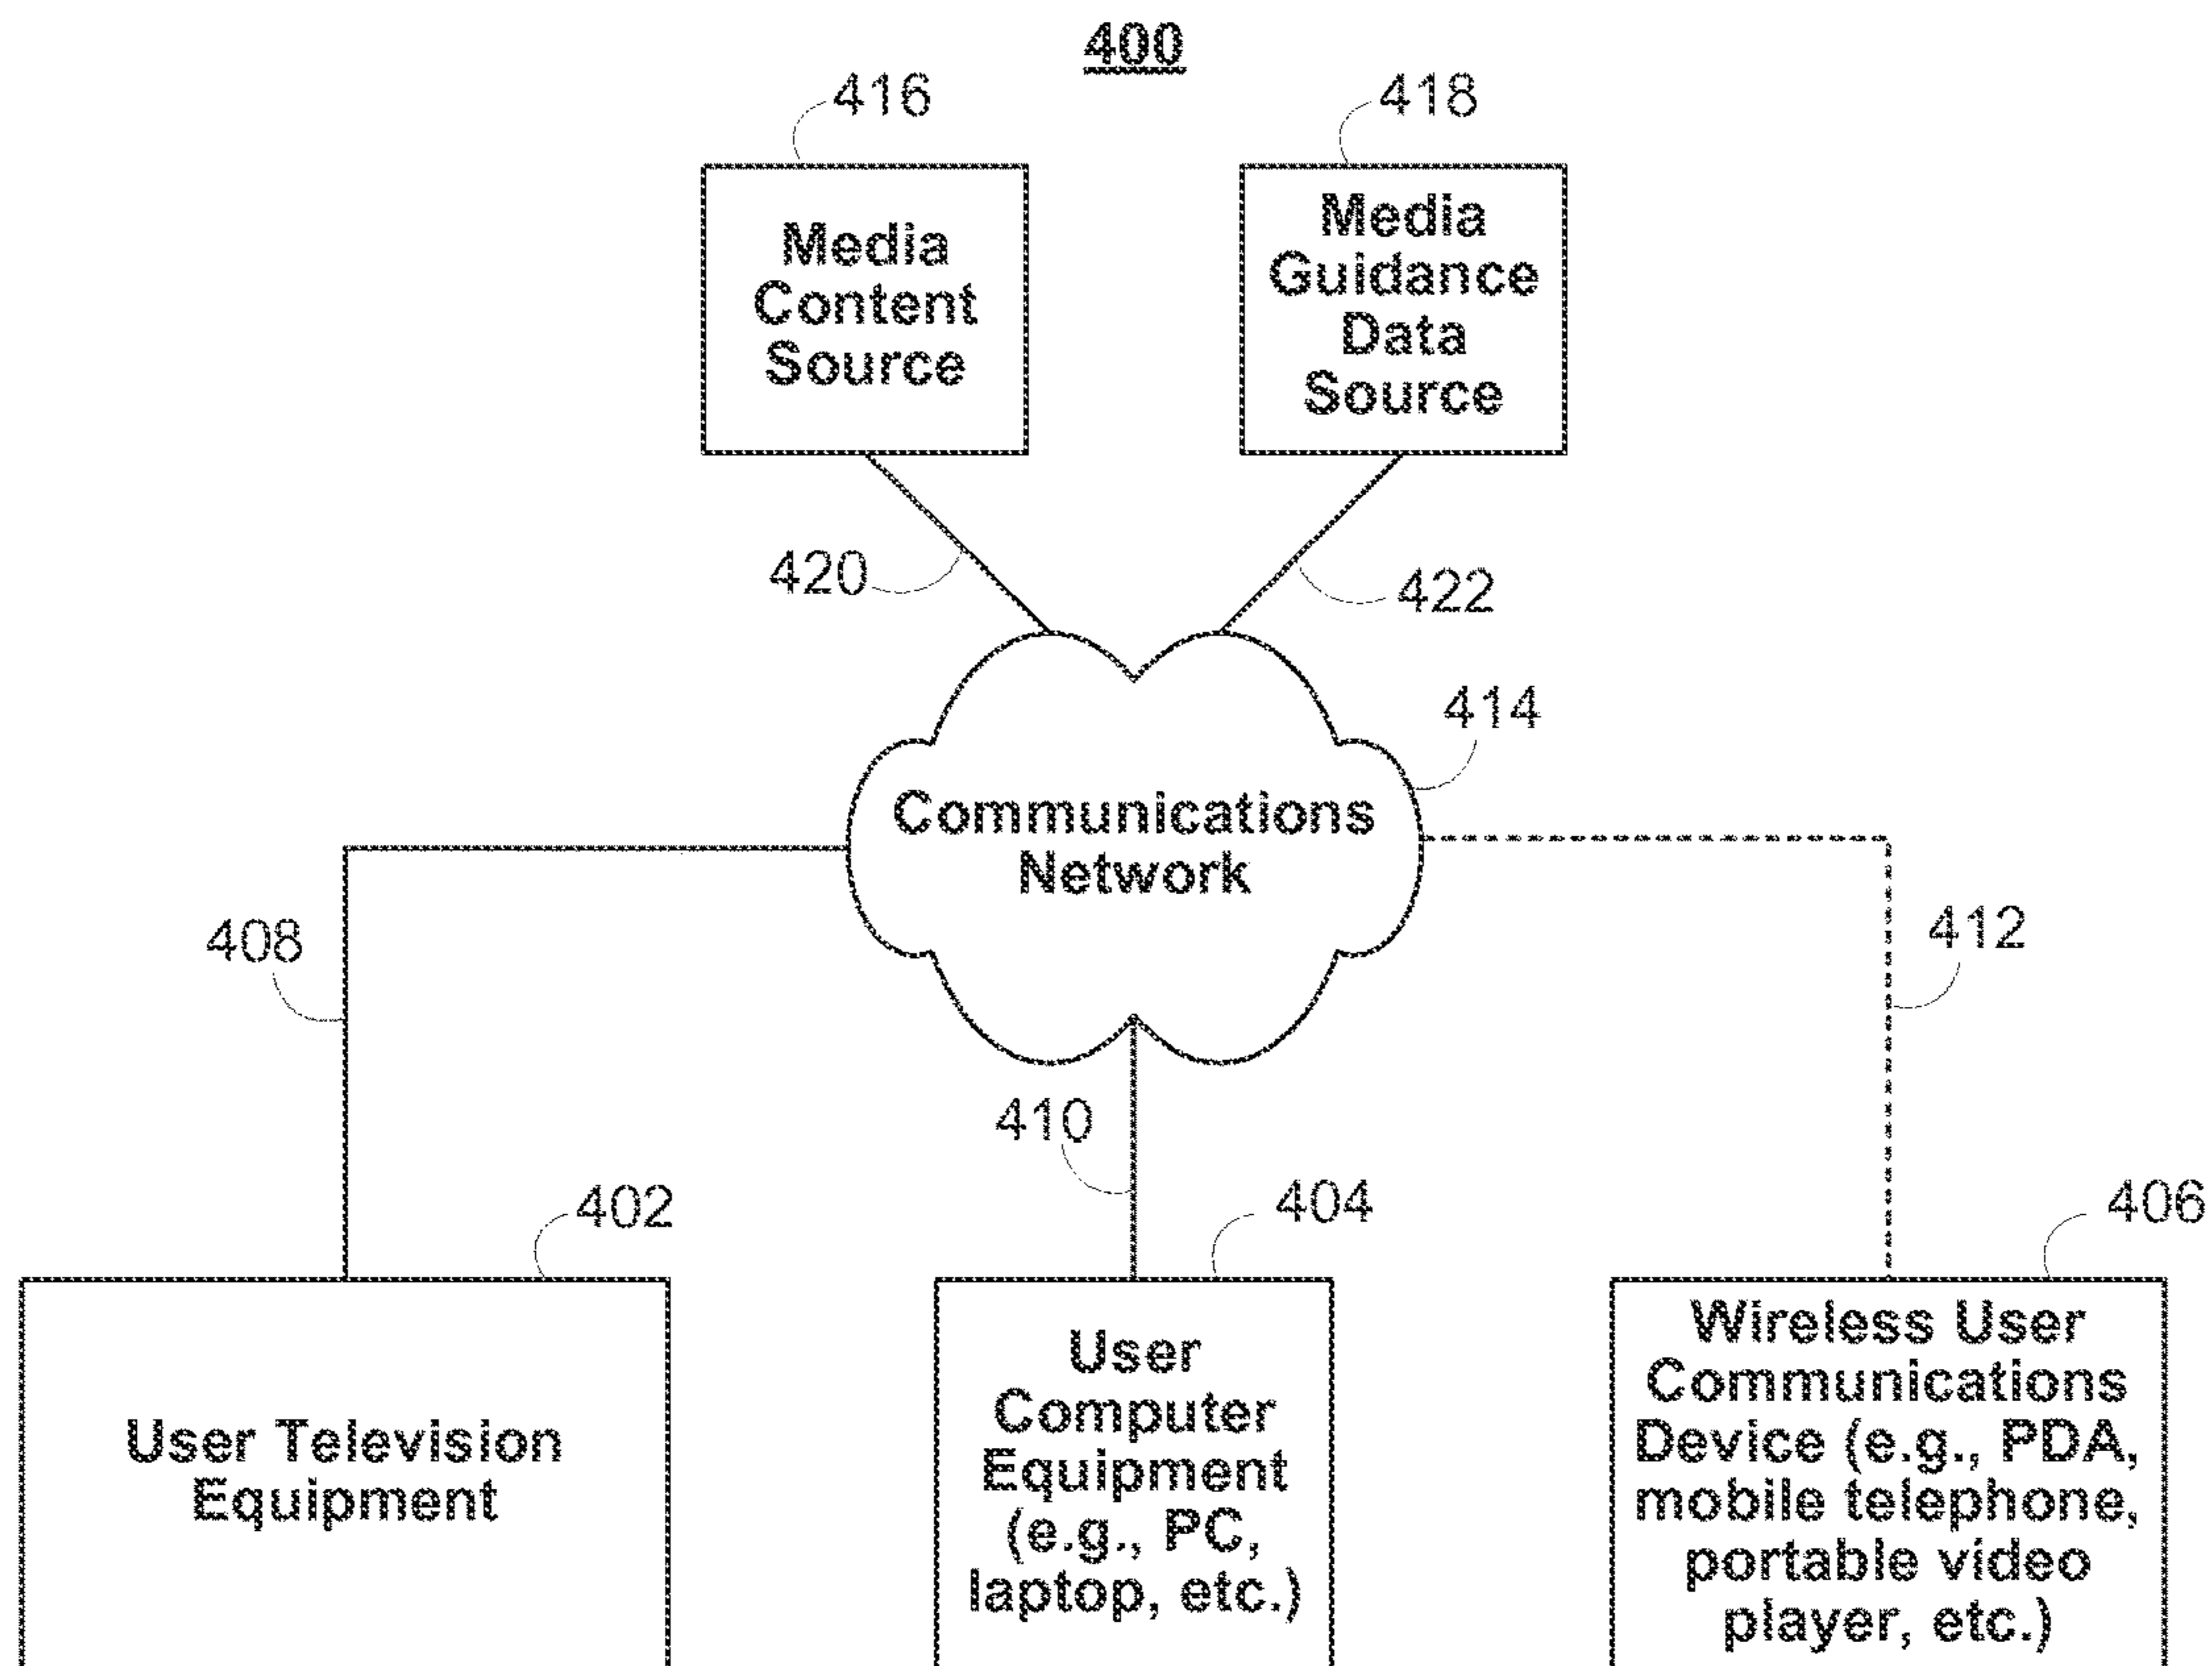 400
416
418
Media
Content
Source
Media
Guidance
Data
Source
420
422
414
Communications
Network
408
412
410
402
404
406
User Television
Equipment
User
Computer
Equipment
(e.g., PC,
laptop, etc.)
Wireless User
Communications
Device (e.g., PDA,
mobile telephone,
portable video
player, etc.)